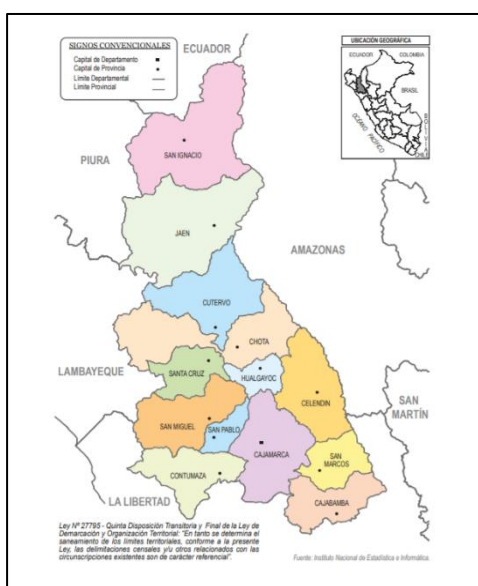 SIGNOS CONVENCIONALES
Capital de Departamento
Capital de Provincia
Límite Departamental
Límite Provincial
ECUADOR
UBICACIÓN GEOGRÁFICA
ECUADOR
COLOMBIA
BRASIL
BOLIVIA
OCÉANO PACÍFICO
CHILE
SAN IGNACIO
PIURA
JAEN
AMAZONAS
CUTERVO
CHOTA
LAMBAYEQUE
SANTA CRUZ
HUALGAYOC
CELENDIN
SAN MARTÍN
SAN MIGUEL
SAN PABLO
CAJAMARCA
SAN MARCOS
CONTUMAZA
LA LIBERTAD
CAJABAMBA
Ley Nº 27795 - Quinta Disposición Transitoria y Final de la Ley de
Demarcación y Organización Territorial: "En tanto se determina el
saneamiento de los límites territoriales, conforme a la presente
Ley, las delimitaciones censales y/u otros relacionados con las
circunscripciones existentes son de carácter referencial".
Fuente: Instituto Nacional de Estadística e Informática.